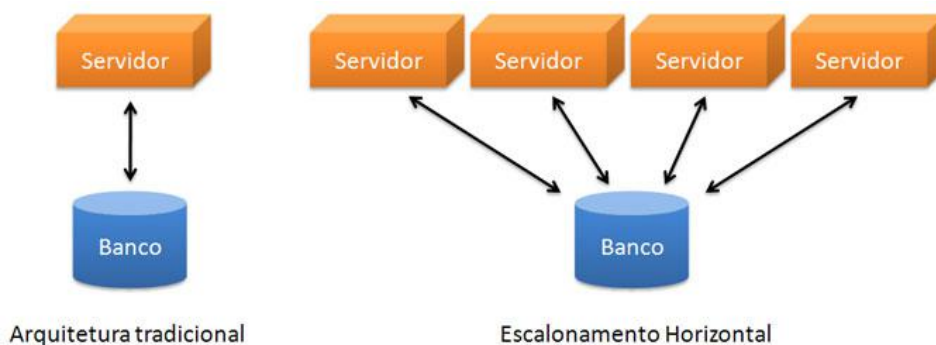 Servidor
Servidor Servidor Servidor Servidor
Banco
Banco
Arquitetura tradicional
Escalonamento Horizontal